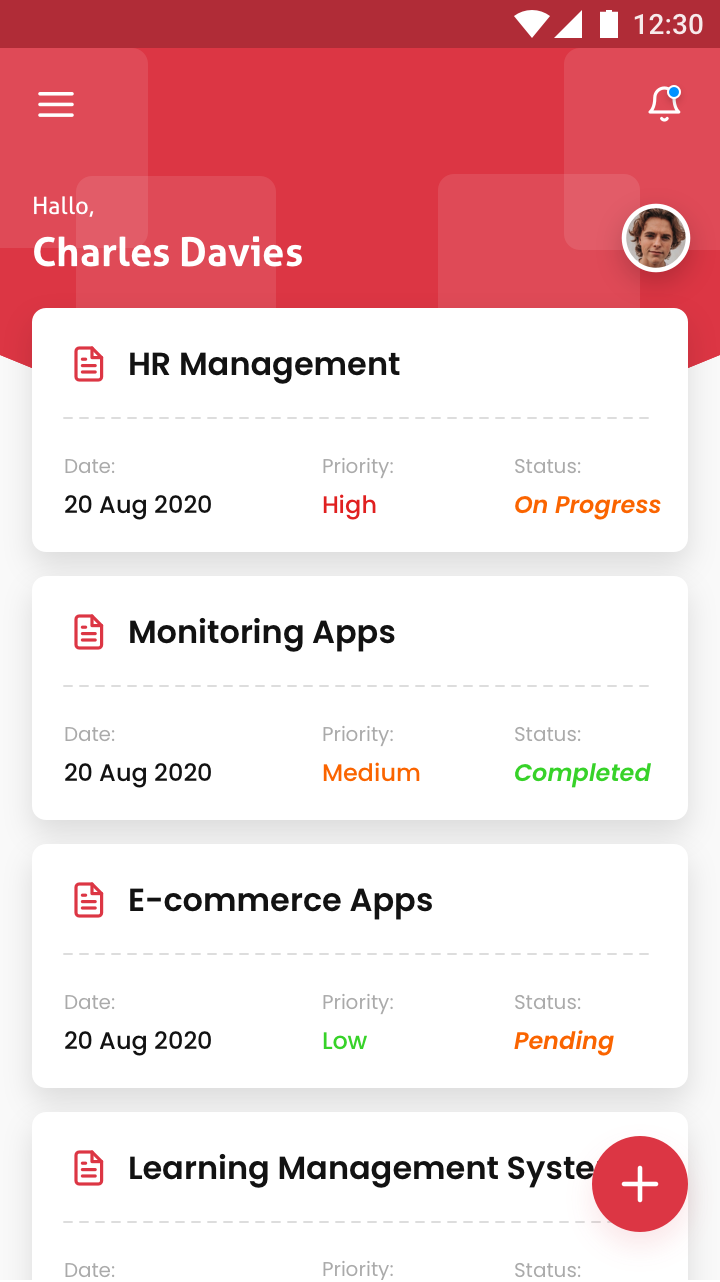 12:30
Hallo,
Charles Davies
HR Management
Date: Priority: Status:
20 Aug 2020 High On Progress
Monitoring Apps
Date: Priority: Status:
20 Aug 2020 Medium Completed
E-commerce Apps
Date: Priority: Status:
20 Aug 2020 Low Pending
Learning Management Syste
Date: Priority: Status: